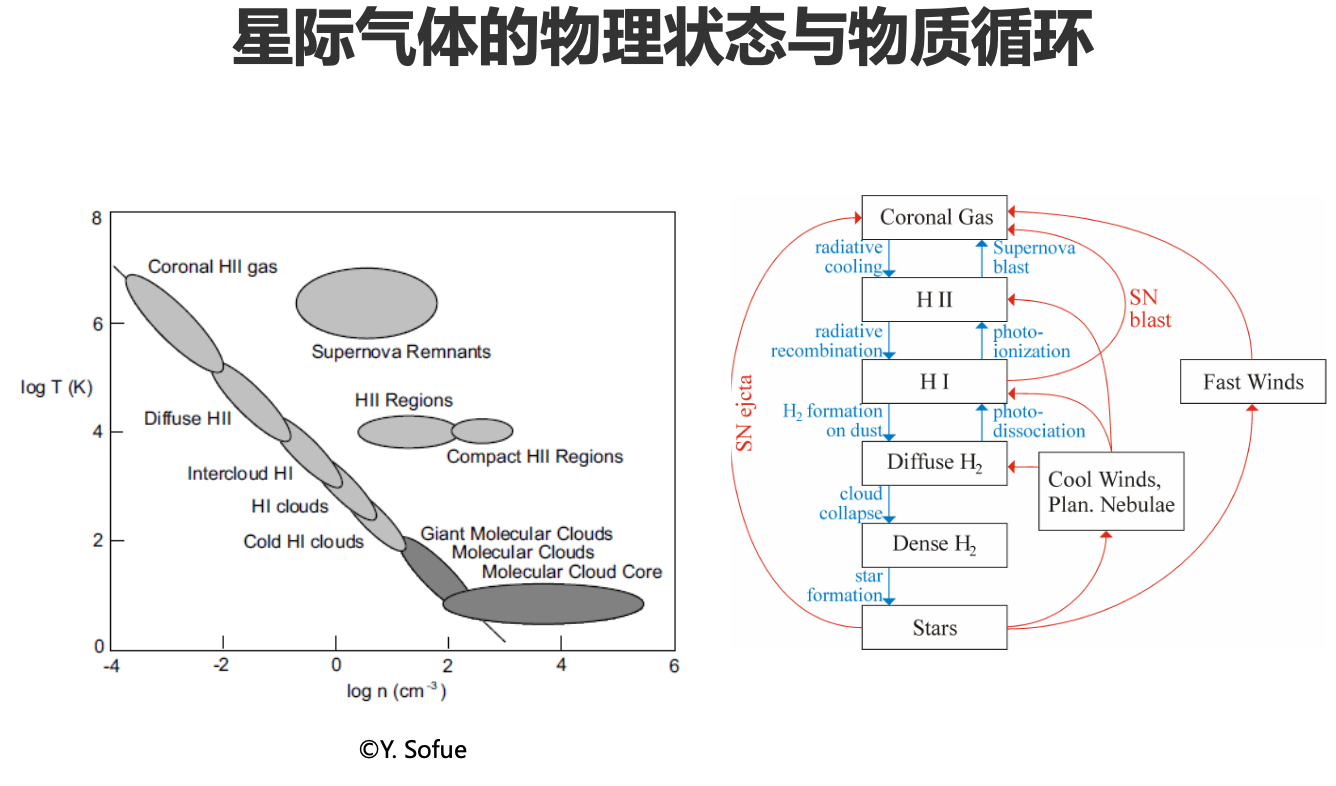 星际气体的物理状态与物质循环
8
6
4
2
0
log T (K)
-4
-2
0
2
4
6
log n (cm⁻³)
Coronal HII gas
Supernova Remnants
Diffuse HII
HII Regions
Compact HII Regions
Intercloud HI
HI clouds
Cold HI clouds
Giant Molecular Clouds
Molecular Clouds
Molecular Cloud Core
©Y. Sofue
Coronal Gas
radiative
cooling
Supernova
blast
H II
SN
blast
radiative
recombination
photo-
ionization
H I
Fast Winds
SN ejcta
H₂ formation
on dust
photo-
dissociation
Diffuse H₂
Cool Winds,
Plan. Nebulae
cloud
collapse
Dense H₂
star
formation
Stars